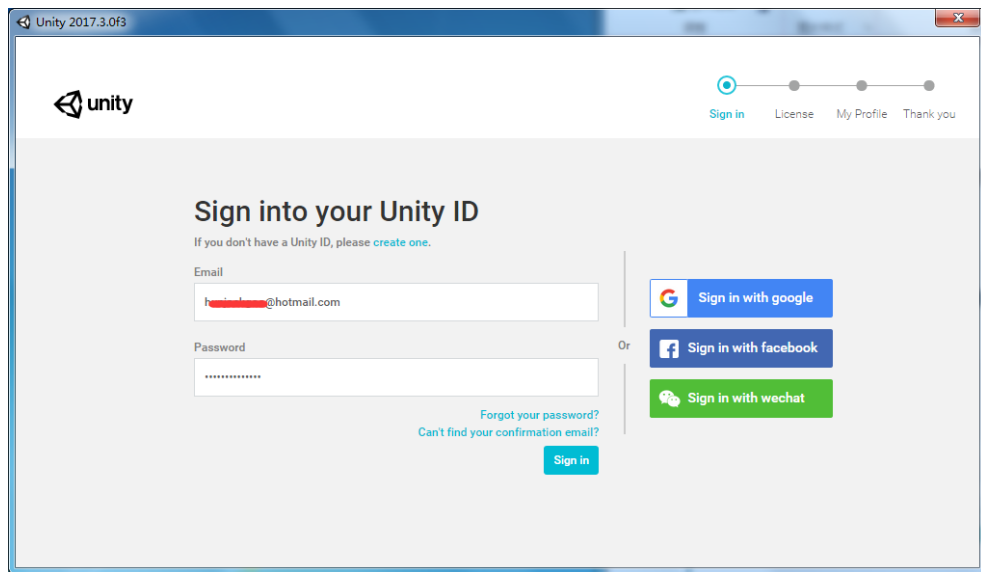 Unity 2017.3.0f3
unity
Sign in License My Profile Thank you
Sign into your Unity ID
If you don't have a Unity ID, please create one.
Email
@hotmail.com
Password
••••••••••••••
Forgot your password?
Can't find your confirmation email?
Sign in
Or
Sign in with google
Sign in with facebook
Sign in with wechat